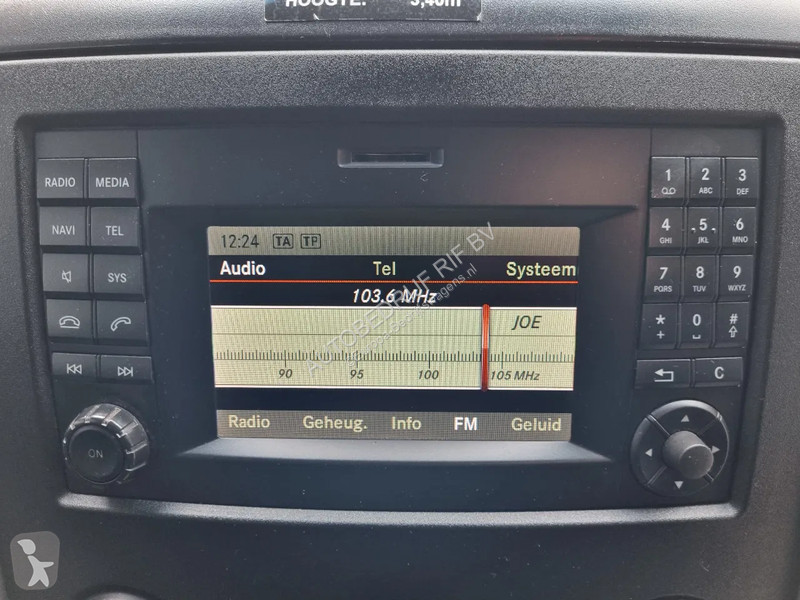 HOOGTE: 3,40m
RADIO MEDIA
NAVI TEL
SYS
ON
12:24 TA TP
Audio Tel Systeem
103.6 MHz
JOE
90 95 100 105 MHz
Radio Geheug. Info FM Geluid
1 2 ABC 3 DEF
4 GHI 5 JKL 6 MNO
7 PQRS 8 TUV 9 WXYZ
* + 0 #
C
AUTOBEDRIJF RIF BV